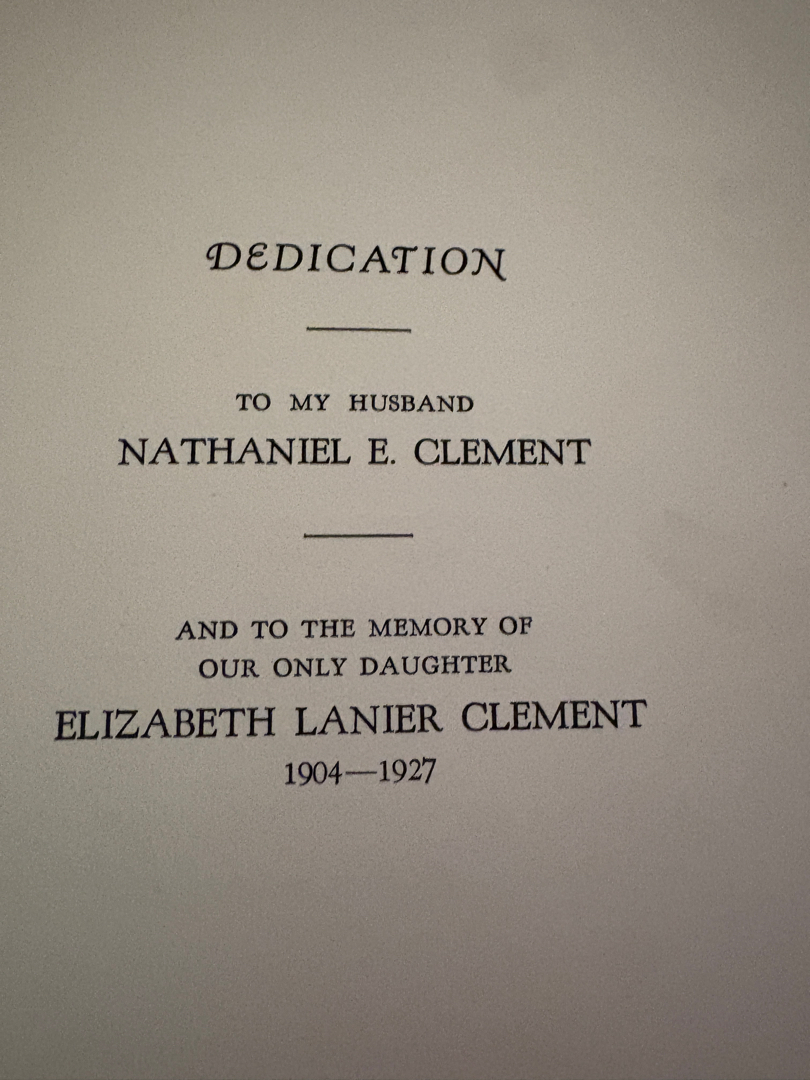 DEDICATION
TO MY HUSBAND
NATHANIEL E. CLEMENT
AND TO THE MEMORY OF
OUR ONLY DAUGHTER
ELIZABETH LANIER CLEMENT
1904—1927